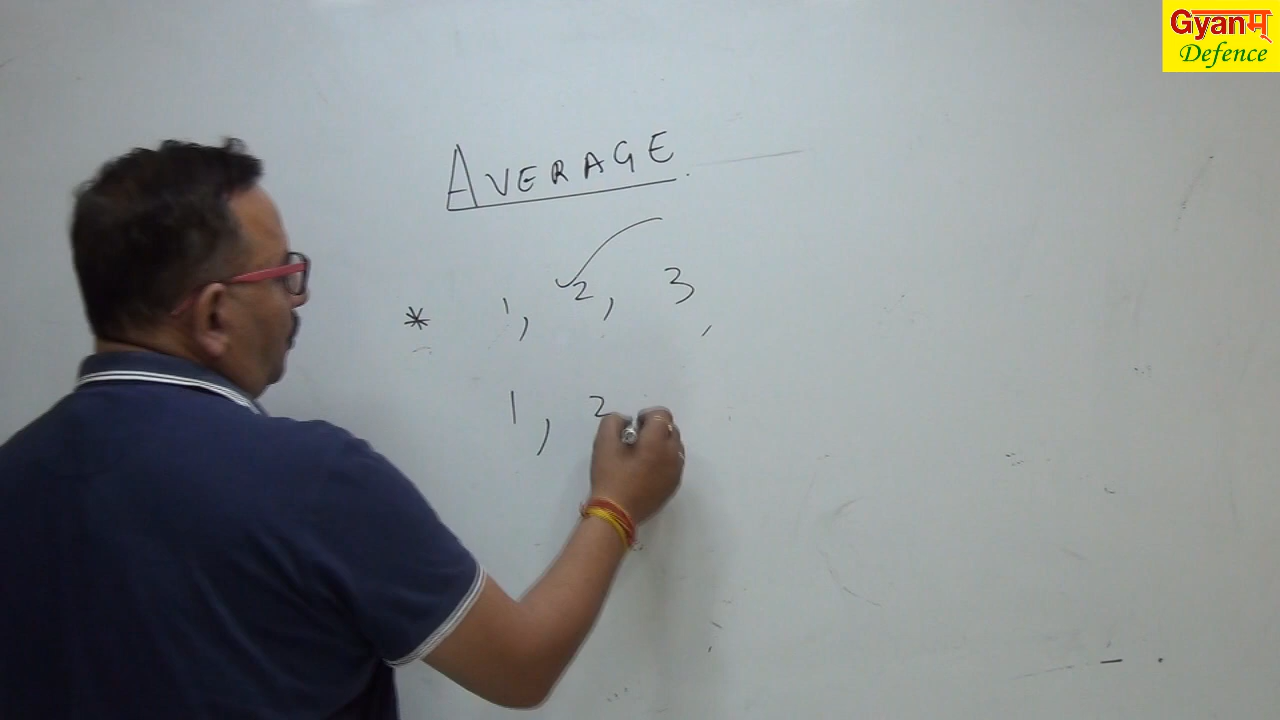 Gyanम्
Defence
AVERAGE
* 1, 2, 3,
1, 2